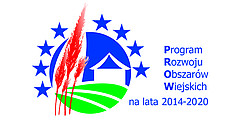 Program
Rozwoju
Obszarów
Wiejskich
na lata 2014-2020